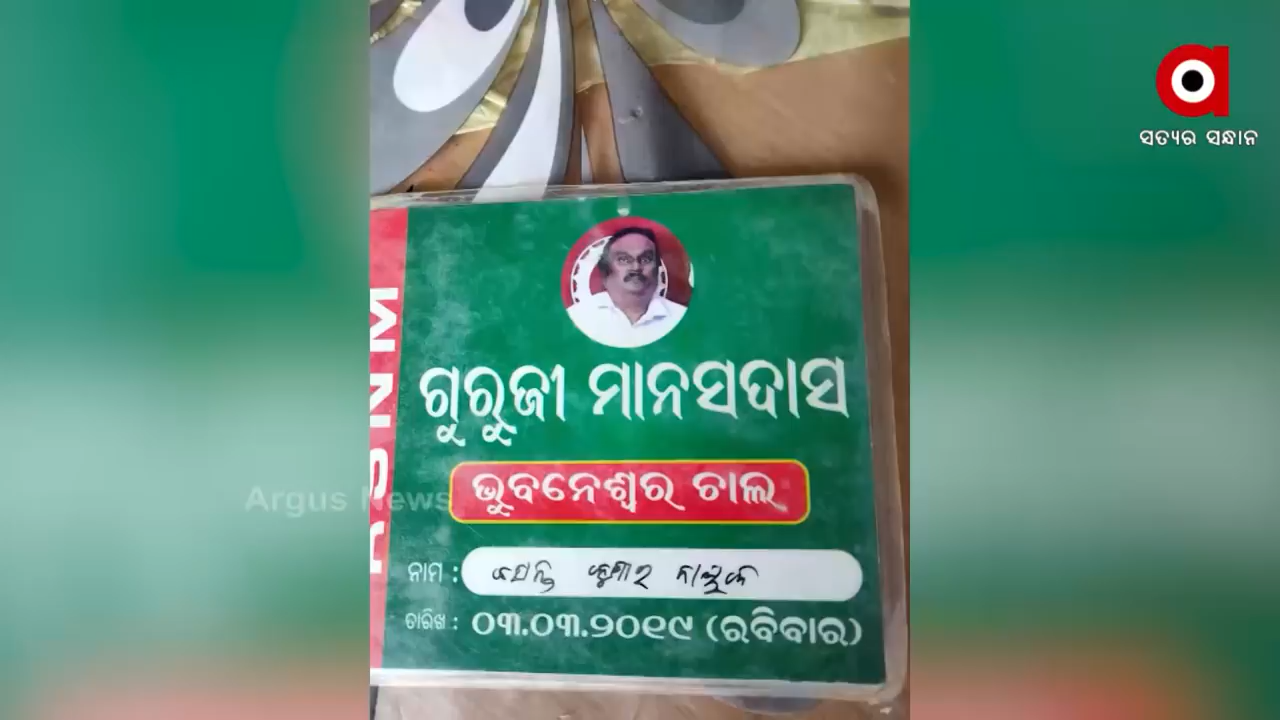 ସତ୍ୟର ସନ୍ଧାନ
ଗୁରୁଜୀ ମାନସଦାସ
ଭୁବନେଶ୍ୱର ଚାଲ୍
Argus News
ନାମ :
ତାରିଖ : ୦୩.୦୩.୨୦୧୯ (ରବିବାର)